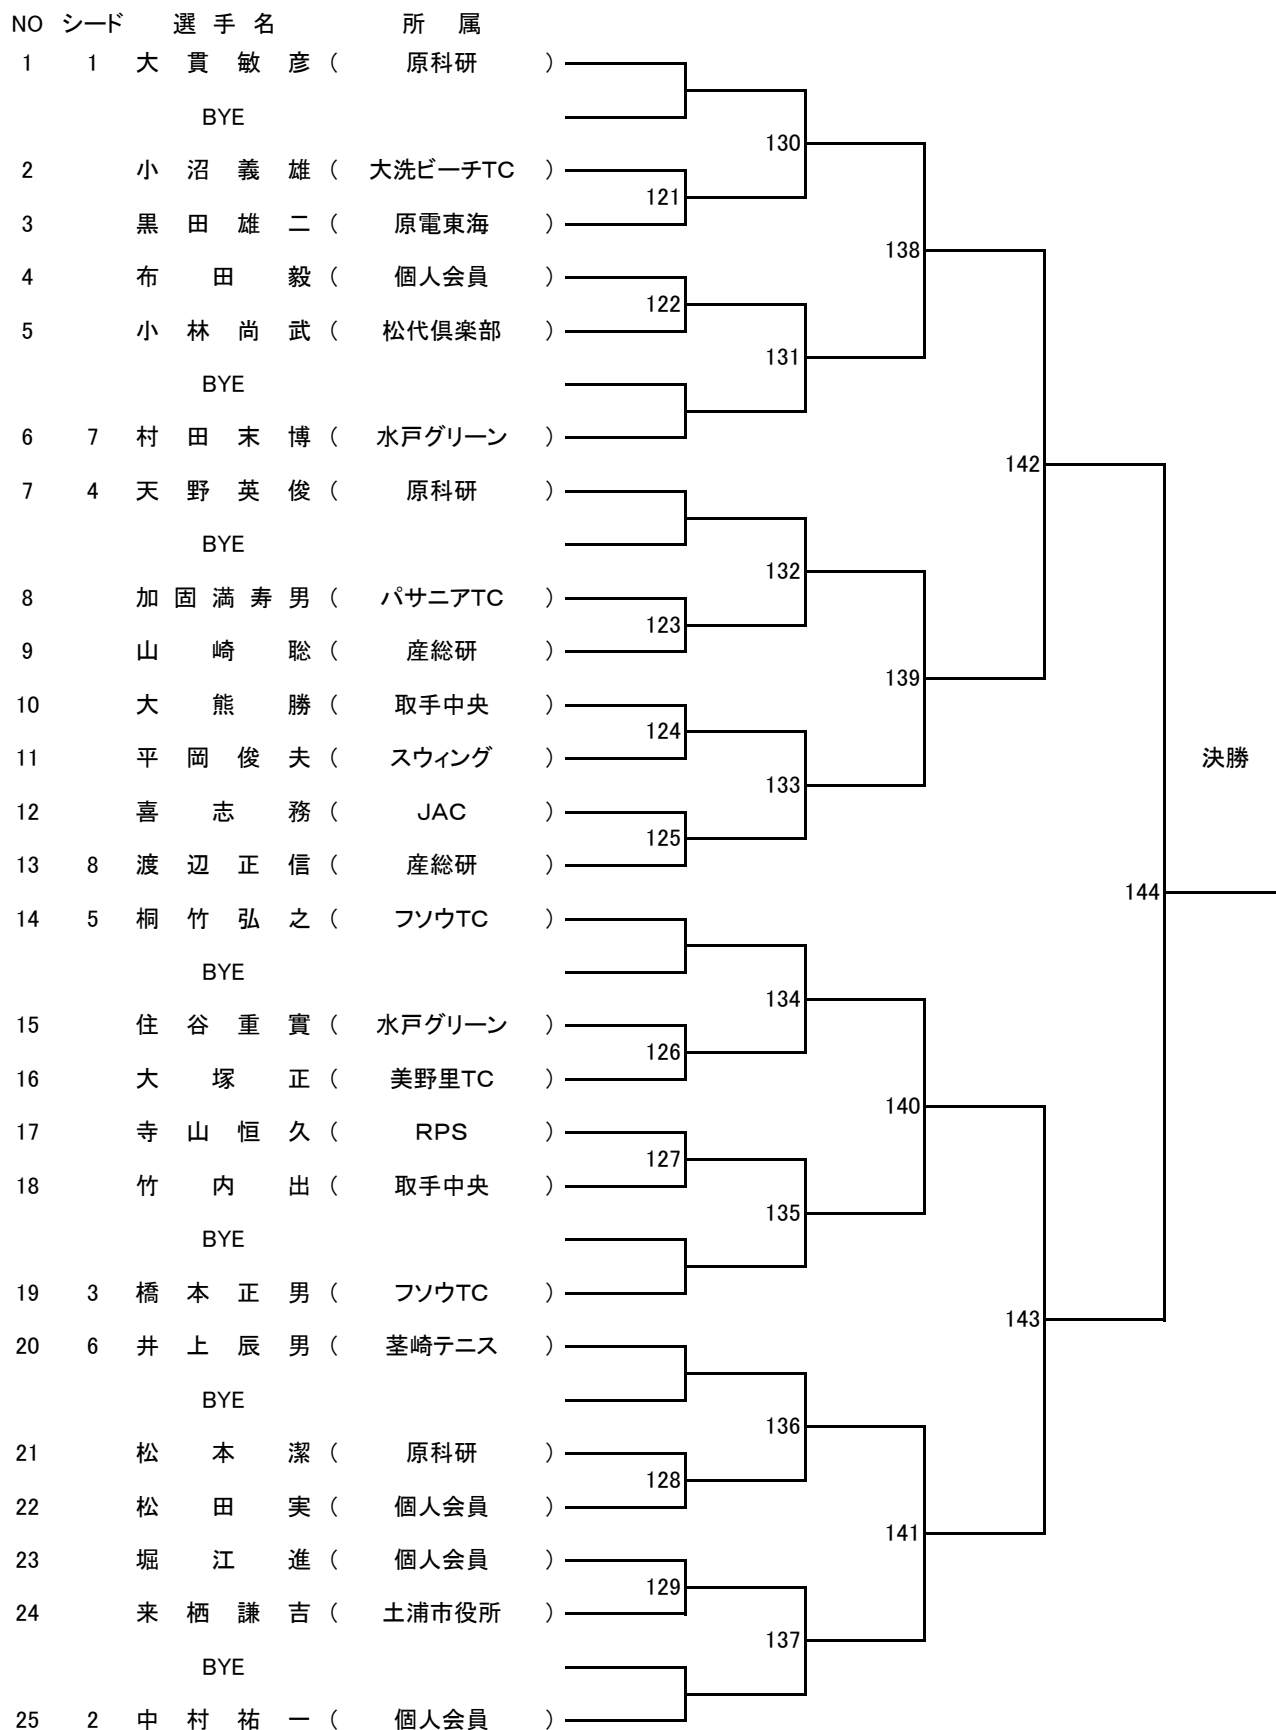 NO シード 選手名 所属
1 1 大貫敏彦 ( 原科研 )
BYE
130
2 小沼義雄 ( 大洗ビーチTC )
121
3 黒田雄二 ( 原電東海 )
138
4 布田毅 ( 個人会員 )
122
5 小林尚武 ( 松代倶楽部 )
131
BYE
6 7 村田末博 ( 水戸グリーン )
142
7 4 天野英俊 ( 原科研 )
BYE
132
8 加固満寿男 ( パサニアTC )
123
9 山崎聡 ( 産総研 )
139
10 大熊勝 ( 取手中央 )
124
11 平岡俊夫 ( スウィング )
決勝
133
12 喜志務 ( JAC )
125
13 8 渡辺正信 ( 産総研 )
144
14 5 桐竹弘之 ( フソウTC )
BYE
134
15 住谷重實 ( 水戸グリーン )
126
16 大塚正 ( 美野里TC )
140
17 寺山恒久 ( RPS )
127
18 竹内出 ( 取手中央 )
135
BYE
19 3 橋本正男 ( フソウTC )
143
20 6 井上辰男 ( 茎崎テニス )
BYE
136
21 松本潔 ( 原科研 )
128
22 松田実 ( 個人会員 )
141
23 堀江進 ( 個人会員 )
129
24 来栖謙吉 ( 土浦市役所 )
137
BYE
25 2 中村祐一 ( 個人会員 )